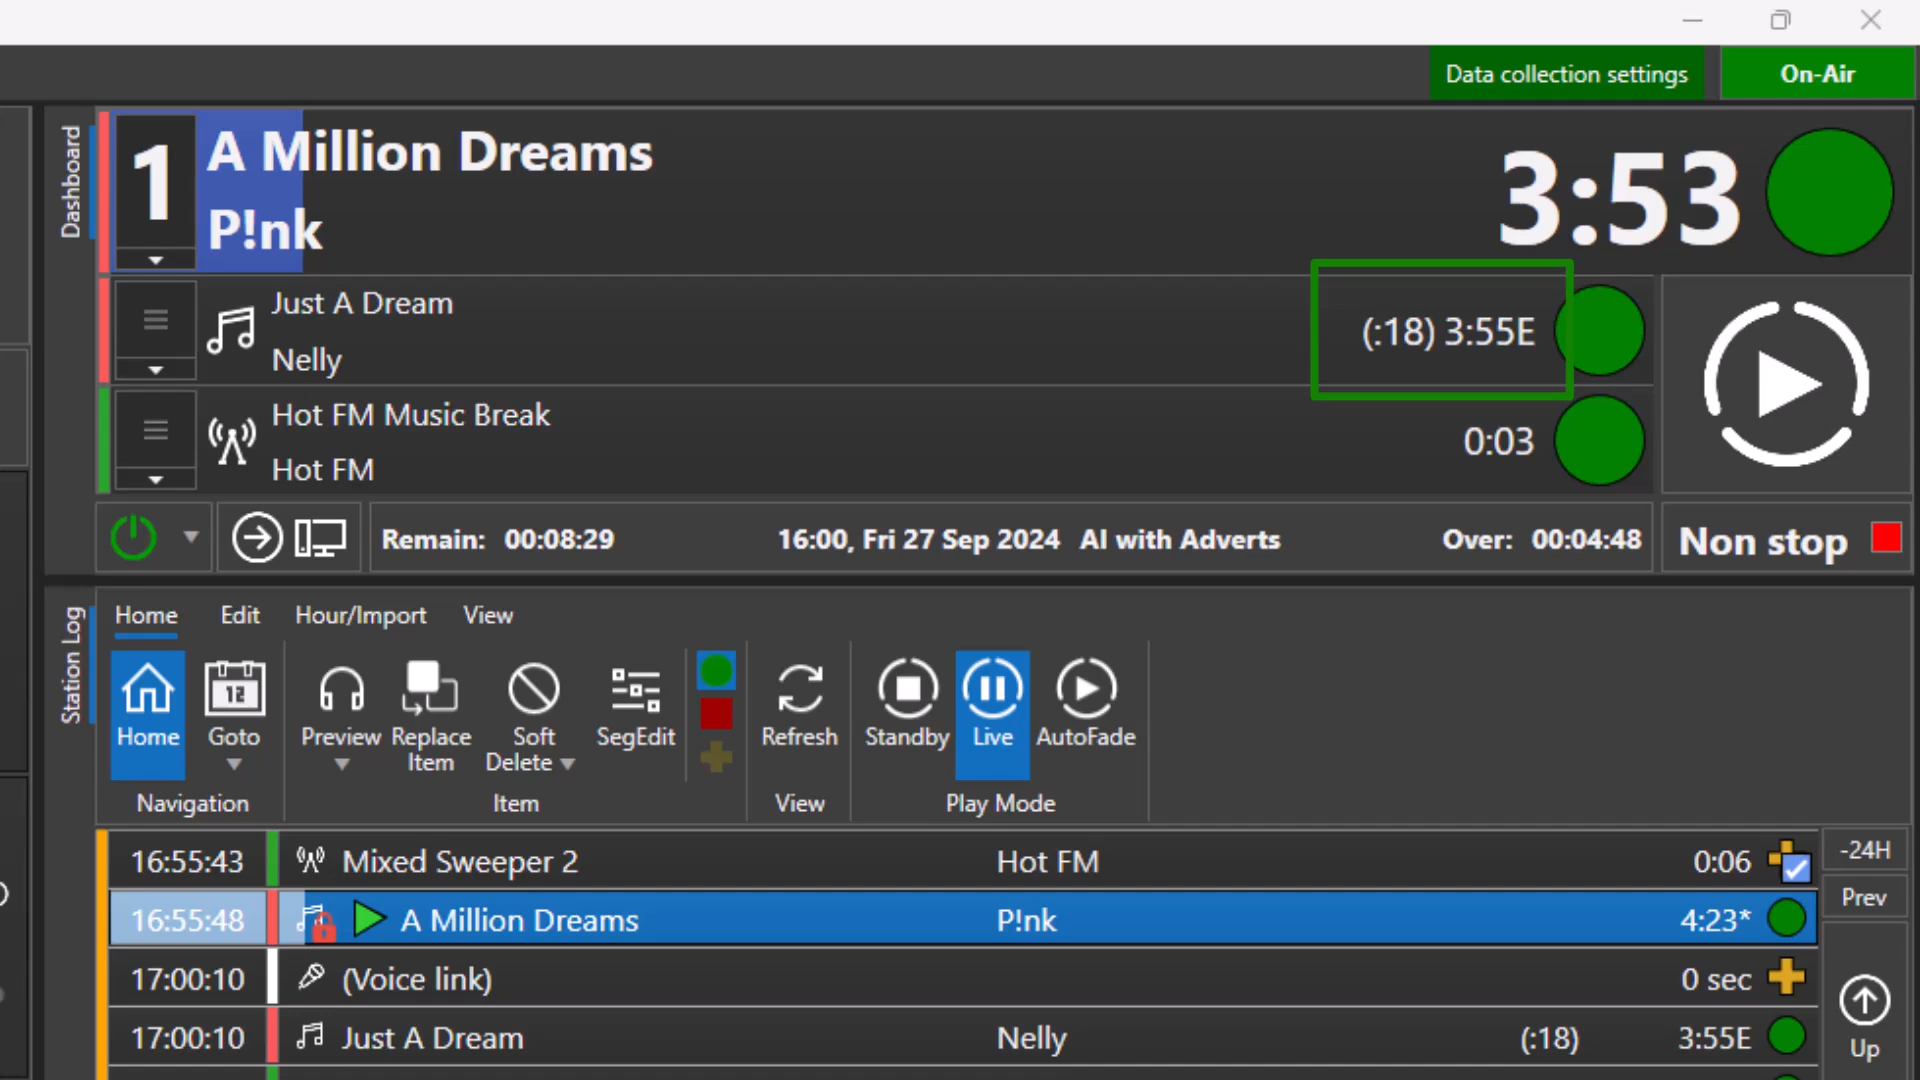 Data collection settings
On-Air
Dashboard
1
A Million Dreams
P!nk
3:53
Just A Dream
Nelly
(:18) 3:55E
Hot FM Music Break
Hot FM
0:03
Remain: 00:08:29
16:00, Fri 27 Sep 2024 AI with Adverts
Over: 00:04:48
Non stop
Station Log
Home Edit Hour/Import View
12
Home Goto Preview Replace Item Soft Delete SegEdit Refresh Standby Live AutoFade
Navigation Item View Play Mode
16:55:43 Mixed Sweeper 2 Hot FM 0:06
-24H
16:55:48 A Million Dreams P!nk 4:23*
Prev
17:00:10 (Voice link) 0 sec
17:00:10 Just A Dream Nelly (:18) 3:55E
Up